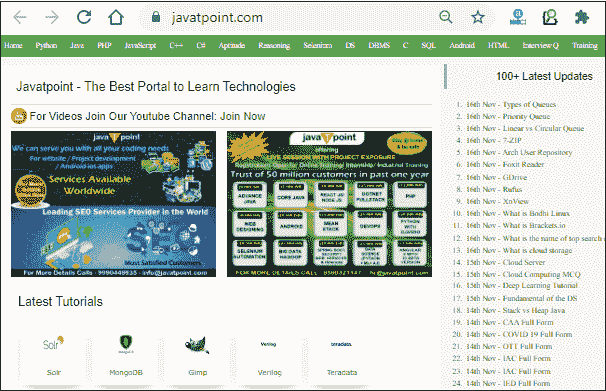 javatpoint.com
Home Python Java PHP JavaScript C++ C# Aptitude Reasoning Selenium DS DBMS C SQL Android HTML Interview Q Training
Javatpoint - The Best Portal to Learn Technologies
For Videos Join Our Youtube Channel: Join Now
java point
We can serve you with all your coding needs
For website / Project development
/ Android-ios apps
Services Available
Worldwide
Leading SEO Services Provider in the World
Most Satisfied Customers
For More Details Calls : info@javatpoint.com
java point
offering
LIVE SESSION WITH PROJECT EXPOSURE
Trust of 50 million customers in past one year
ADVANCE JAVA
CORE JAVA
REACT JS/ NODE JS
DOTNET FULLSTACK
PHP
WEB DESIGNING
ANDROID
MEAN STACK
DEVOPS
PYTHON WITH DJANGO
SELENIUM AUTOMATION
BIG DATA HADOOP
SPRING BOOT
DATA SCIENCE
FOR MORE DETAILS CALL : hr@javatpoint.com
Latest Tutorials
Solr
mongoDB
Verilog
teradata.
Solr
MongoDB
Gimp
Verilog
Teradata
100+ Latest Updates
1. 16th Nov - Types of Queues
2. 16th Nov - Priority Queue
3. 16th Nov - Linear vs Circular Queue
4. 16th Nov - 7-ZIP
5. 16th Nov - Arch User Repository
6. 16th Nov - Foxit Reader
7. 16th Nov - GDrive
8. 16th Nov - Rufus
9. 16th Nov - XnView
10. 16th Nov - What is Bodhi Linux
11. 16th Nov - What is Brackets.io
12. 16th Nov - What is the name of top search
13. 16th Nov - What is cloud storage
14. 15th Nov - Cloud Server
15. 15th Nov - Cloud Computing MCQ
16. 15th Nov - Deep Learning Tutorial
17. 15th Nov - Fundamental of the DS
18. 14th Nov - Stack vs Heap Java
19. 14th Nov - CAA Full Form
20. 14th Nov - COVID 19 Full Form
21. 14th Nov - OTT Full Form
22. 14th Nov - IAC Full Form
23. 14th Nov - IAC Full Form
24. 14th Nov - IED Full Form